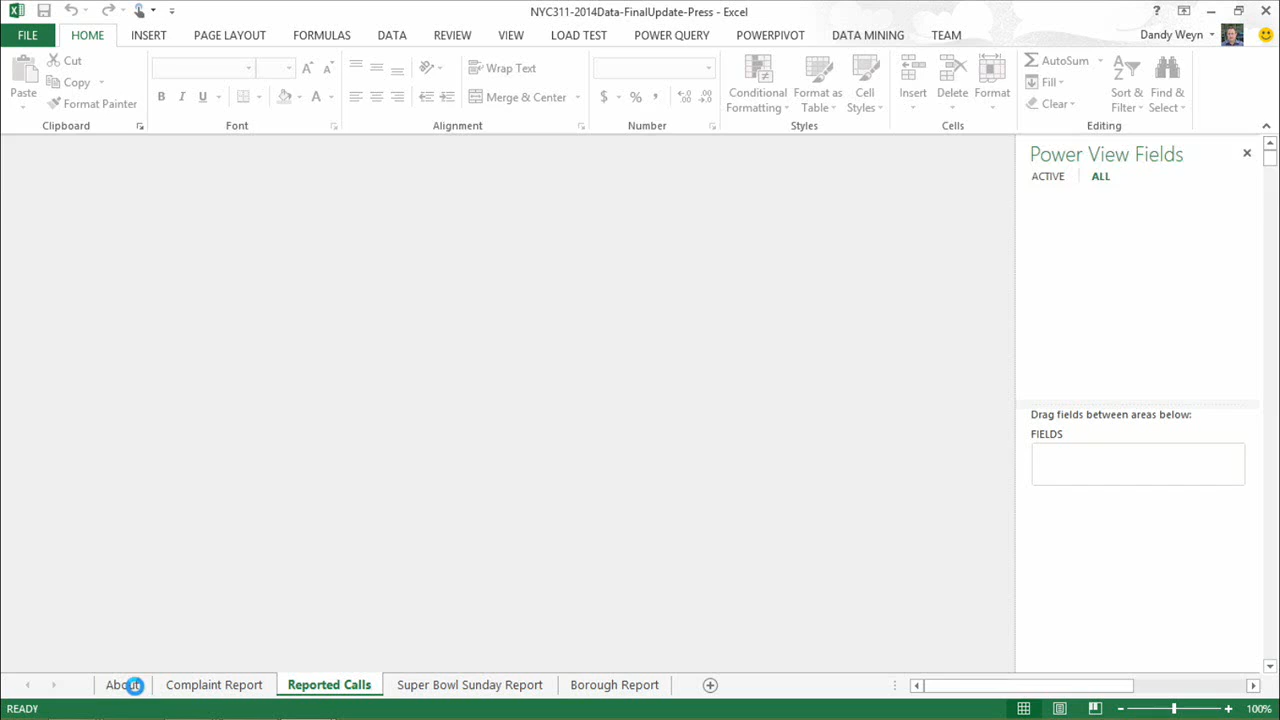 NYC311-2014Data-FinalUpdate-Press - Excel
?
FILE HOME INSERT PAGE LAYOUT FORMULAS DATA REVIEW VIEW LOAD TEST POWER QUERY POWERPIVOT DATA MINING TEAM Dandy Weyn
Paste
Cut
Copy
Format Painter
Clipboard
B I U A A A
Font
Wrap Text
Merge & Center
Alignment
$ % ,
Number
Conditional Formatting
Format as Table
Cell Styles
Styles
Insert
Delete
Format
Cells
AutoSum
Fill
Clear
Sort & Filter
Find & Select
Editing
Power View Fields
ACTIVE ALL
Drag fields between areas below:
FIELDS
About Complaint Report Reported Calls Super Bowl Sunday Report Borough Report
READY 100%